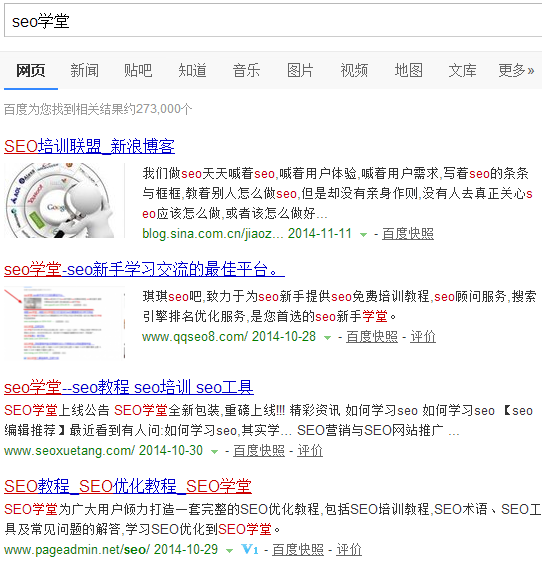 seo学堂
网页 新闻 贴吧 知道 音乐 图片 视频 地图 文库 更多»
百度为您找到相关结果约273,000个
SEO培训联盟_新浪博客
我们做seo天天喊着seo,喊着用户体验,喊着用户需求,写着seo的条条
与框框,教着别人怎么做seo,但是却没有亲身作则,没有人去真正关心s
eo应该怎么做,或者该怎么做好...
blog.sina.com.cn/jiaoz... 2014-11-11 - 百度快照
seo学堂-seo新手学习交流的最佳平台。
琪琪seo吧,致力于为seo新手提供seo免费培训教程,seo顾问服务,搜索
引擎排名优化服务,是您首选的seo新手学堂。
www.qqseo8.com/ 2014-10-28 - 百度快照 - 评价
seo学堂--seo教程 seo培训 seo工具
SEO学堂上线公告 SEO学堂全新包装,重磅上线!!! 精彩资讯 如何学习seo 如何学习seo 【seo
编辑推荐】最近看到有人问:如何学习seo,其实学... SEO营销与SEO网站推广 ...
www.seoxuetang.com/ 2014-10-30 - 百度快照 - 评价
SEO教程_SEO优化教程_SEO学堂
SEO学堂为广大用户倾力打造一套完整的SEO优化教程,包括SEO培训教程,SEO术语、SEO工
具及常见问题的解答,学习SEO优化到SEO学堂。
www.pageadmin.net/seo/ 2014-10-29 V1 - 百度快照 - 评价